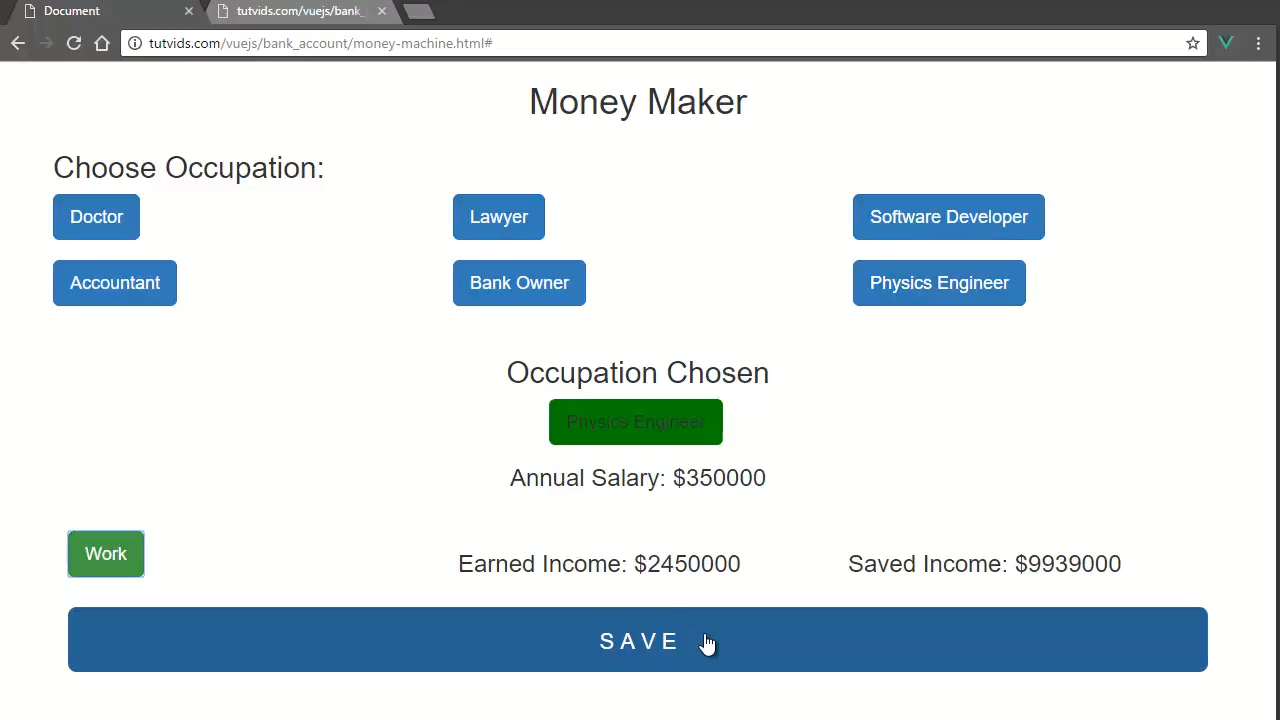 Document
tutvids.com/vuejs/bank_
tutvids.com/vuejs/bank_account/money-machine.html#
Money Maker
Choose Occupation:
Doctor Lawyer Software Developer
Accountant Bank Owner Physics Engineer
Occupation Chosen
Physics Engineer
Annual Salary: $350000
Work
Earned Income: $2450000 Saved Income: $9939000
S A V E